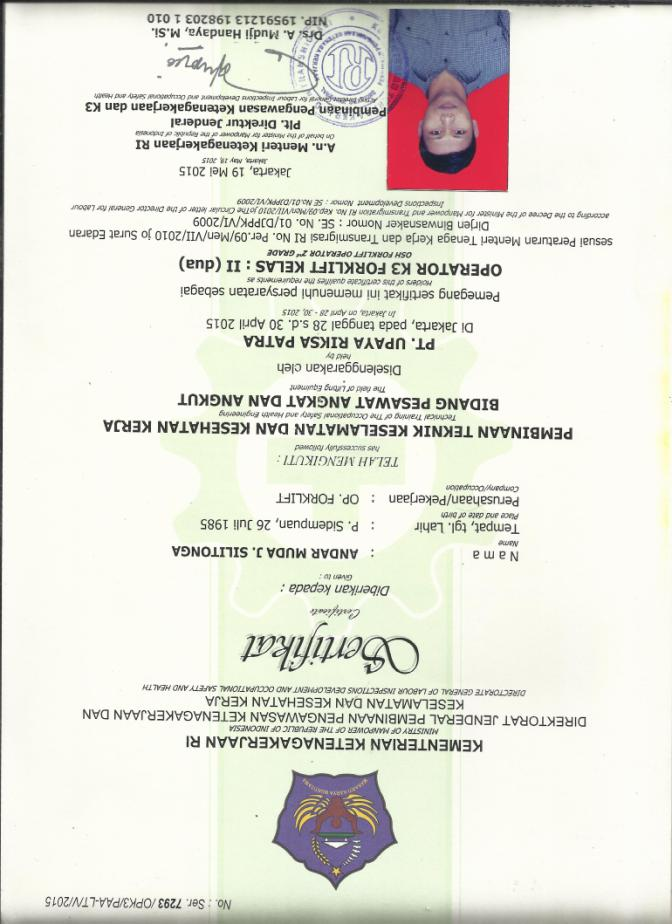 No. : Ser. 7293 / OPK3/PAA-LT/V/2015
KEMENTERIAN KETENAGAKERJAAN RI
MINISTRY OF MANPOWER OF THE REPUBLIC OF INDONESIA
DIREKTORAT JENDERAL PEMBINAAN PENGAWASAN KETENAGAKERJAAN DAN
KESELAMATAN DAN KESEHATAN KERJA
DIRECTORATE GENERAL OF LABOUR INSPECTIONS DEVELOPMENT AND OCCUPATIONAL SAFETY AND HEALTH
Sertifikat
Certificate
Diberikan kepada :
Given to :
N a m a : ANDAR MUDA J. SILITONGA
Name
Tempat, tgl. Lahir : P. Sidempuan, 26 Juli 1985
Place and date of birth
Perusahaan/Pekerjaan : OP. FORKLIFT
Company/Occupation
TELAH MENGIKUTI :
has successfully followed
PEMBINAAN TEKNIK KESELAMATAN DAN KESEHATAN KERJA
Technical Training of The Occupational Safety and Health Engineering
BIDANG PESAWAT ANGKAT DAN ANGKUT
The field of Lifting Equiment
Diselenggarakan oleh
held by
PT. UPAYA RIKSA PATRA
Di Jakarta, pada tanggal 28 s.d. 30 April 2015
In Jakarta, on April 28 - 30, 2015
Pemegang sertifikat ini memenuhi persyaratan sebagai
Holders of this certificate qualifies the requirements as
OPERATOR K3 FORKLIFT KELAS : II (dua)
OSH FORKLIFT OPERATOR 2nd GRADE
sesuai Peraturan Menteri Tenaga Kerja dan Transmigrasi RI No. Per.09/Men/VII/2010 jo Surat Edaran
Dirjen Binwasnaker Nomor : SE. No. 01/DJPPK/VI/2009
according to the Decree of the Minister for Manpower and Transmigration RI No. Kep.09/Men/VII/2010 joThe Circular letter of the Director General for Labour
Inspections Development Nomor : SE.No.01/DJPPK/VI/2009
Jakarta, 19 Mei 2015
Jakarta, May, 19, 2015
A.n. Menteri Ketenagakerjaan RI
On behalf of the Minister for Manpower of the Republic of Indonesia
Plt. Direktur Jenderal
Pembinaan Pengawasan Ketenagakerjaan dan K3
Acting Director General for Labour Inspections Development and Occupational Safety and Health
Drs. A. Mudji Handaya, M.Si.
NIP. 19591213 198203 1 010